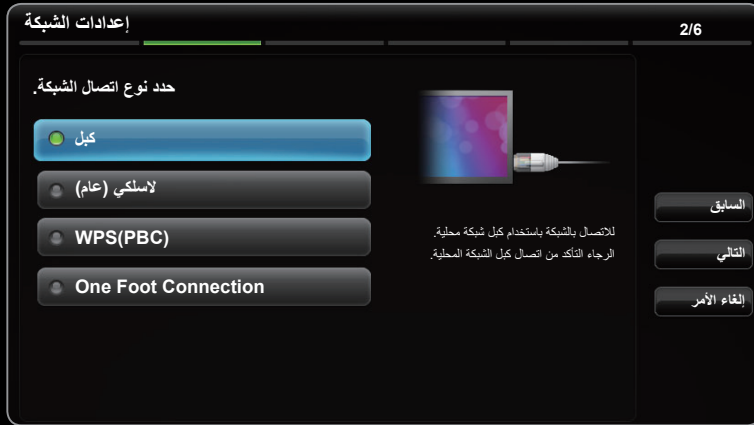 إعدادات الشبكة
2/6
حدد نوع اتصال الشبكة.
كبل
لاسلكي (عام)
WPS(PBC)
One Foot Connection
للاتصال بالشبكة باستخدام كبل شبكة محلية.
الرجاء التأكد من اتصال كبل الشبكة المحلية.
السابق
التالي
إلغاء الأمر